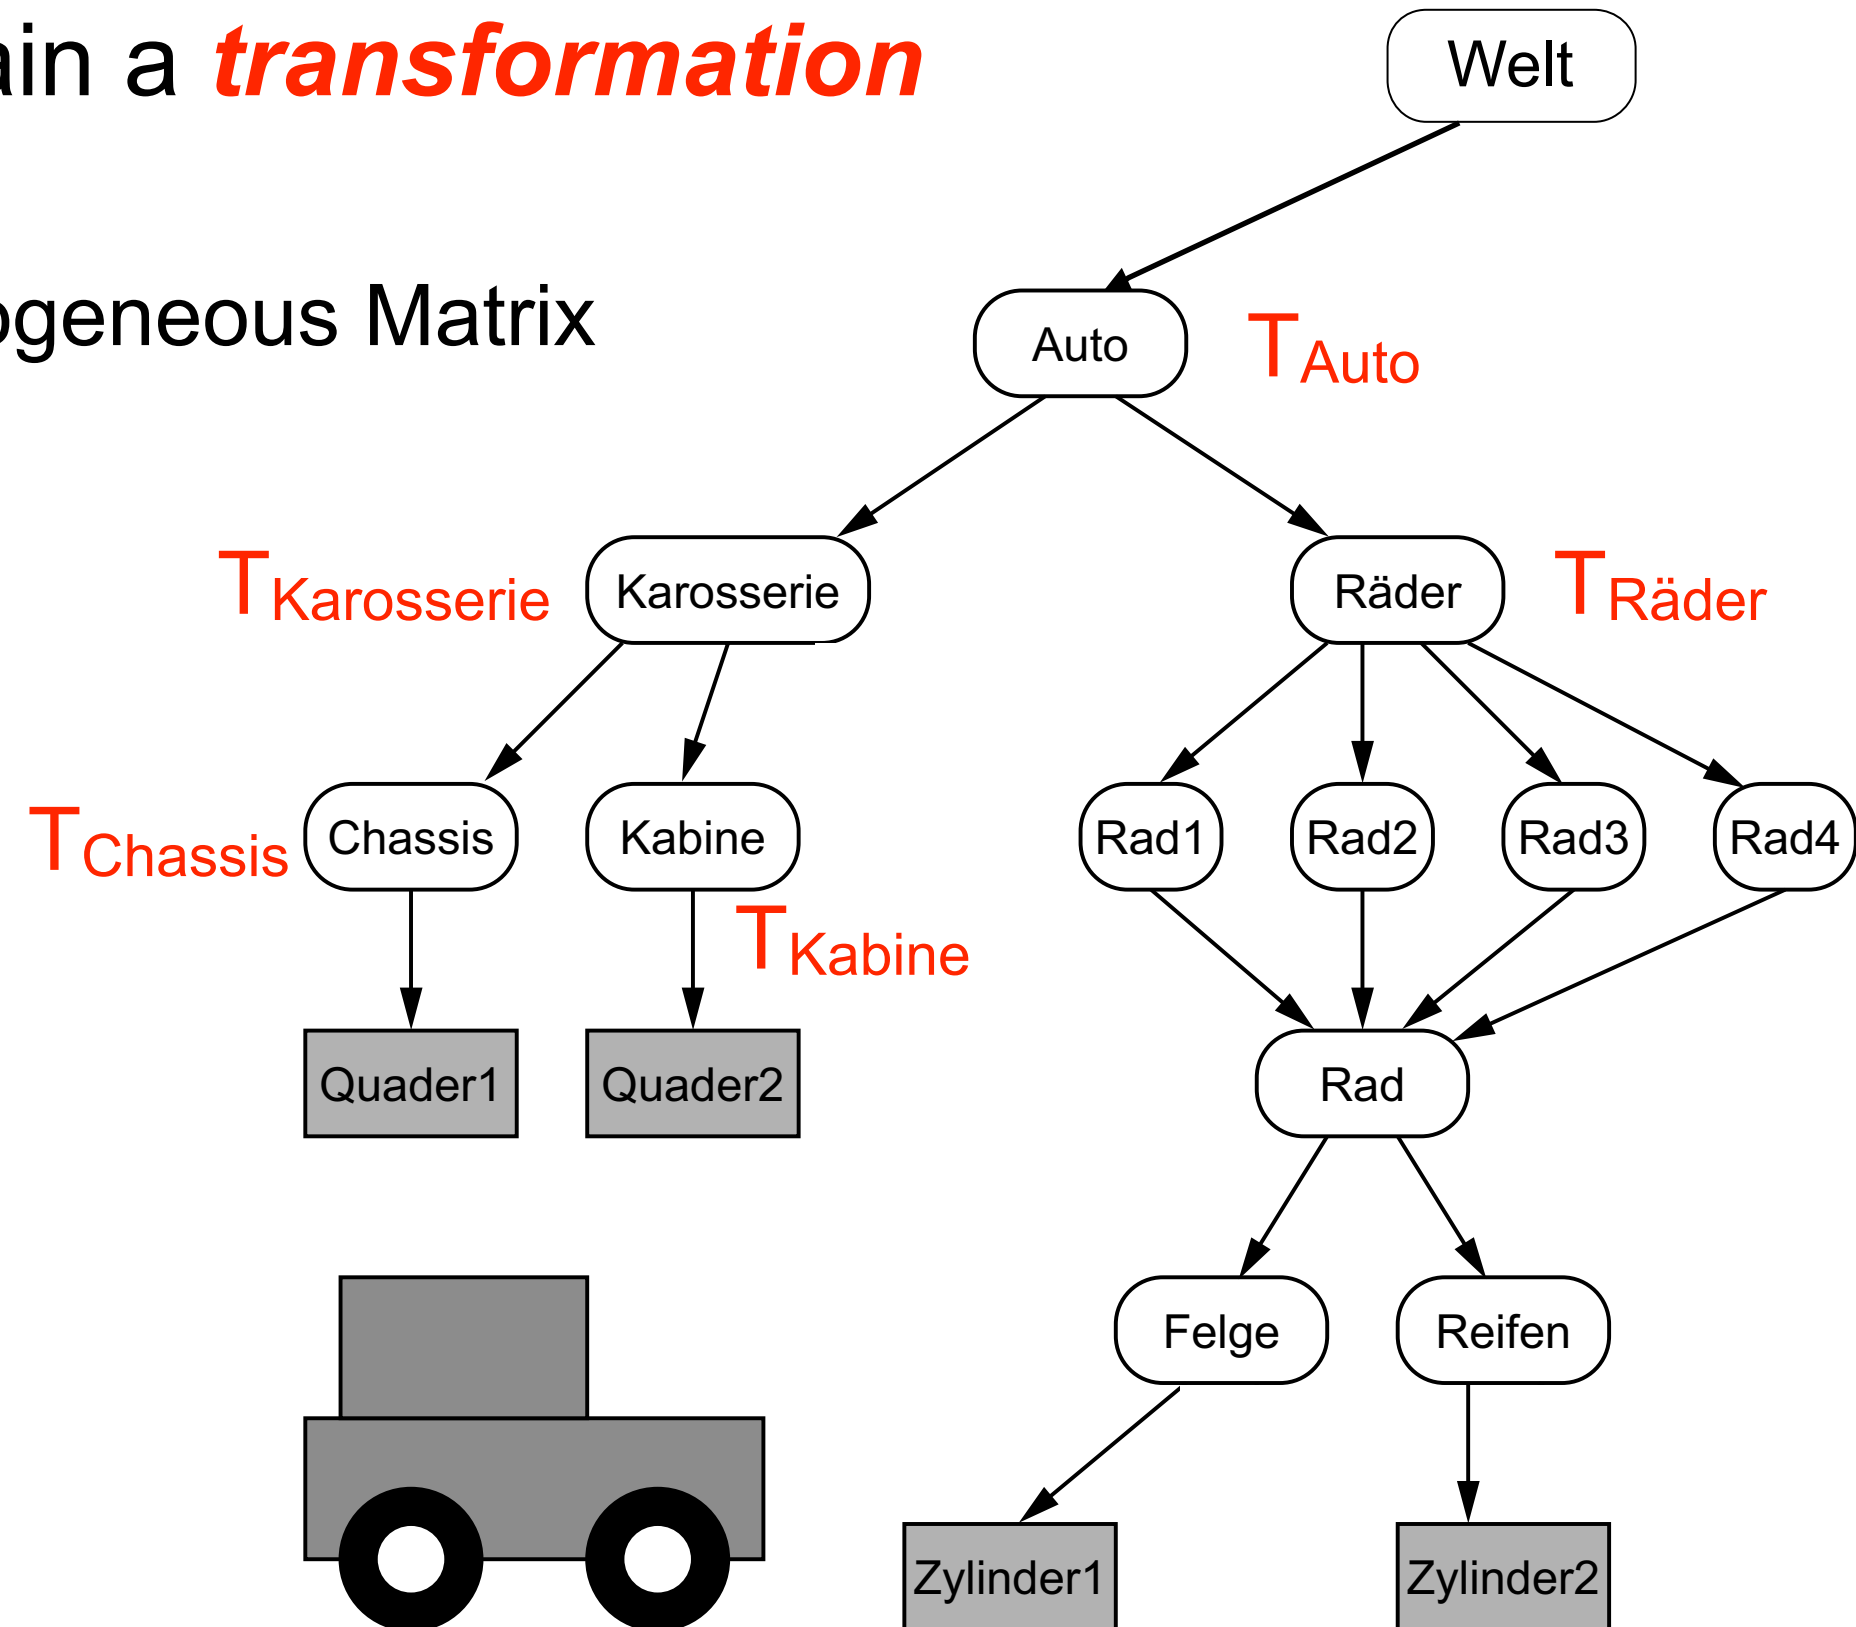 ain a transformation
Welt
ogeneous Matrix
Auto
TAuto
TKarosserie
Karosserie
Räder
TRäder
TChassis
Chassis
Kabine
Rad1
Rad2
Rad3
Rad4
TKabine
Quader1
Quader2
Rad
Felge
Reifen
Zylinder1
Zylinder2